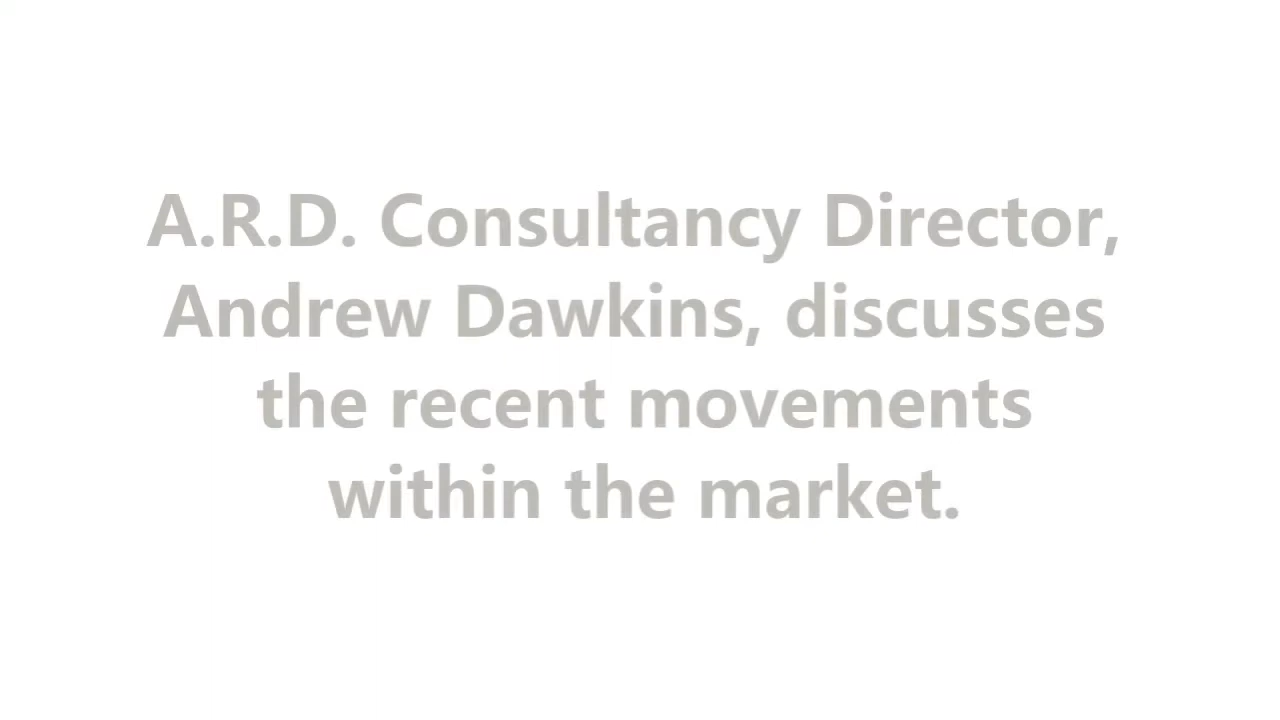 A.R.D. Consultancy Director,
Andrew Dawkins, discusses
the recent movements
within the market.